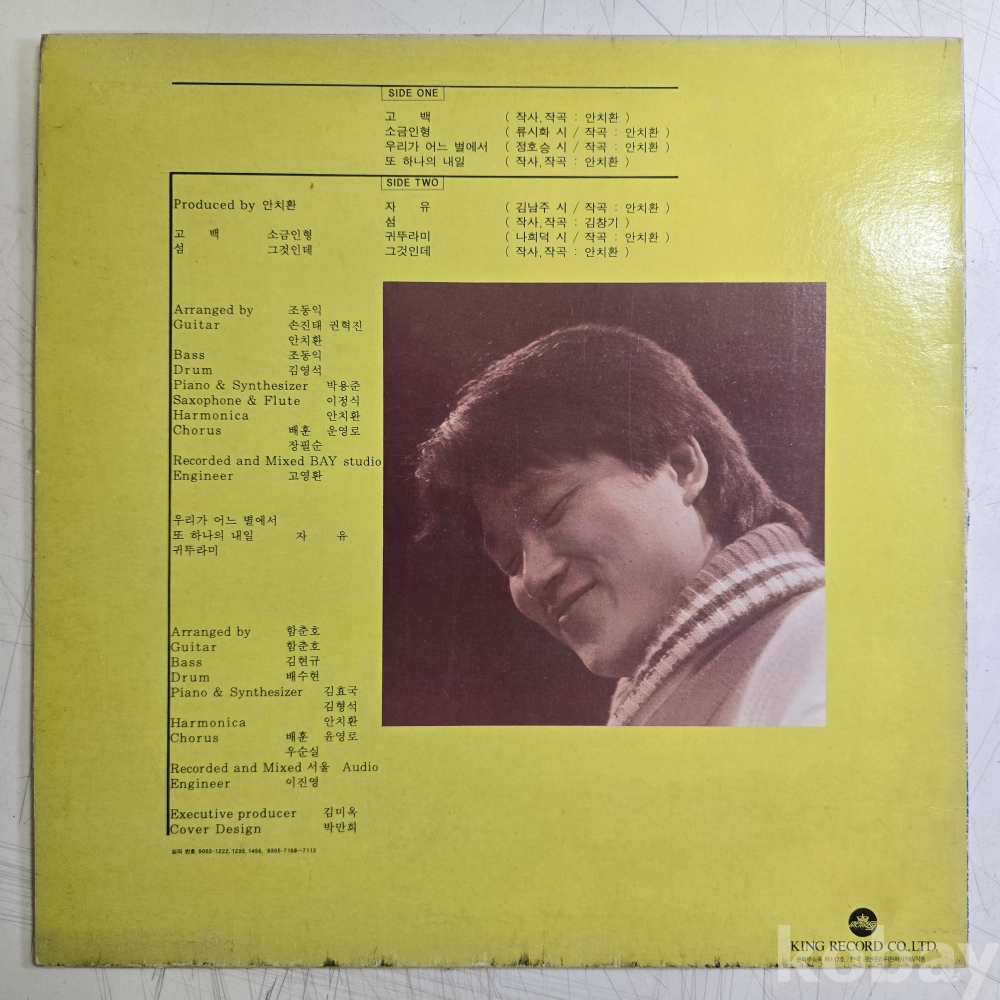 SIDE ONE
고 백 ( 작사,작곡 : 안치환 )
소금인형 ( 류시화 시 / 작곡 : 안치환 )
우리가 어느 별에서 ( 정호승 시 / 작곡 : 안치환 )
또 하나의 내일 ( 작사,작곡 : 안치환 )
SIDE TWO
자 유 ( 김남주 시 / 작곡 : 안치환 )
섬 ( 작사,작곡 : 김창기 )
귀뚜라미 ( 나희덕 시 / 작곡 : 안치환 )
그것인데 ( 작사,작곡 : 안치환 )
Produced by 안치환
고 백 소금인형
섬 그것인데
Arranged by 조동익
Guitar 손진태 권혁진
안치환
Bass 조동익
Drum 김영석
Piano & Synthesizer 박용준
Saxophone & Flute 이정식
Harmonica 안치환
Chorus 배훈 운영로
장필순
Recorded and Mixed BAY studio
Engineer 고영환
우리가 어느 별에서
또 하나의 내일 자 유
귀뚜라미
Arranged by 함춘호
Guitar 함춘호
Bass 김현규
Drum 배수현
Piano & Synthesizer 김효국
김형석
Harmonica 안치환
Chorus 배훈 윤영로
우순실
Recorded and Mixed 서울 Audio
Engineer 이진영
Executive producer 김미옥
Cover Design 박만희
심의 번호 9003-1222,1235,1456, 9305-7108~7112
KING RECORD CO.,LTD.
kobay